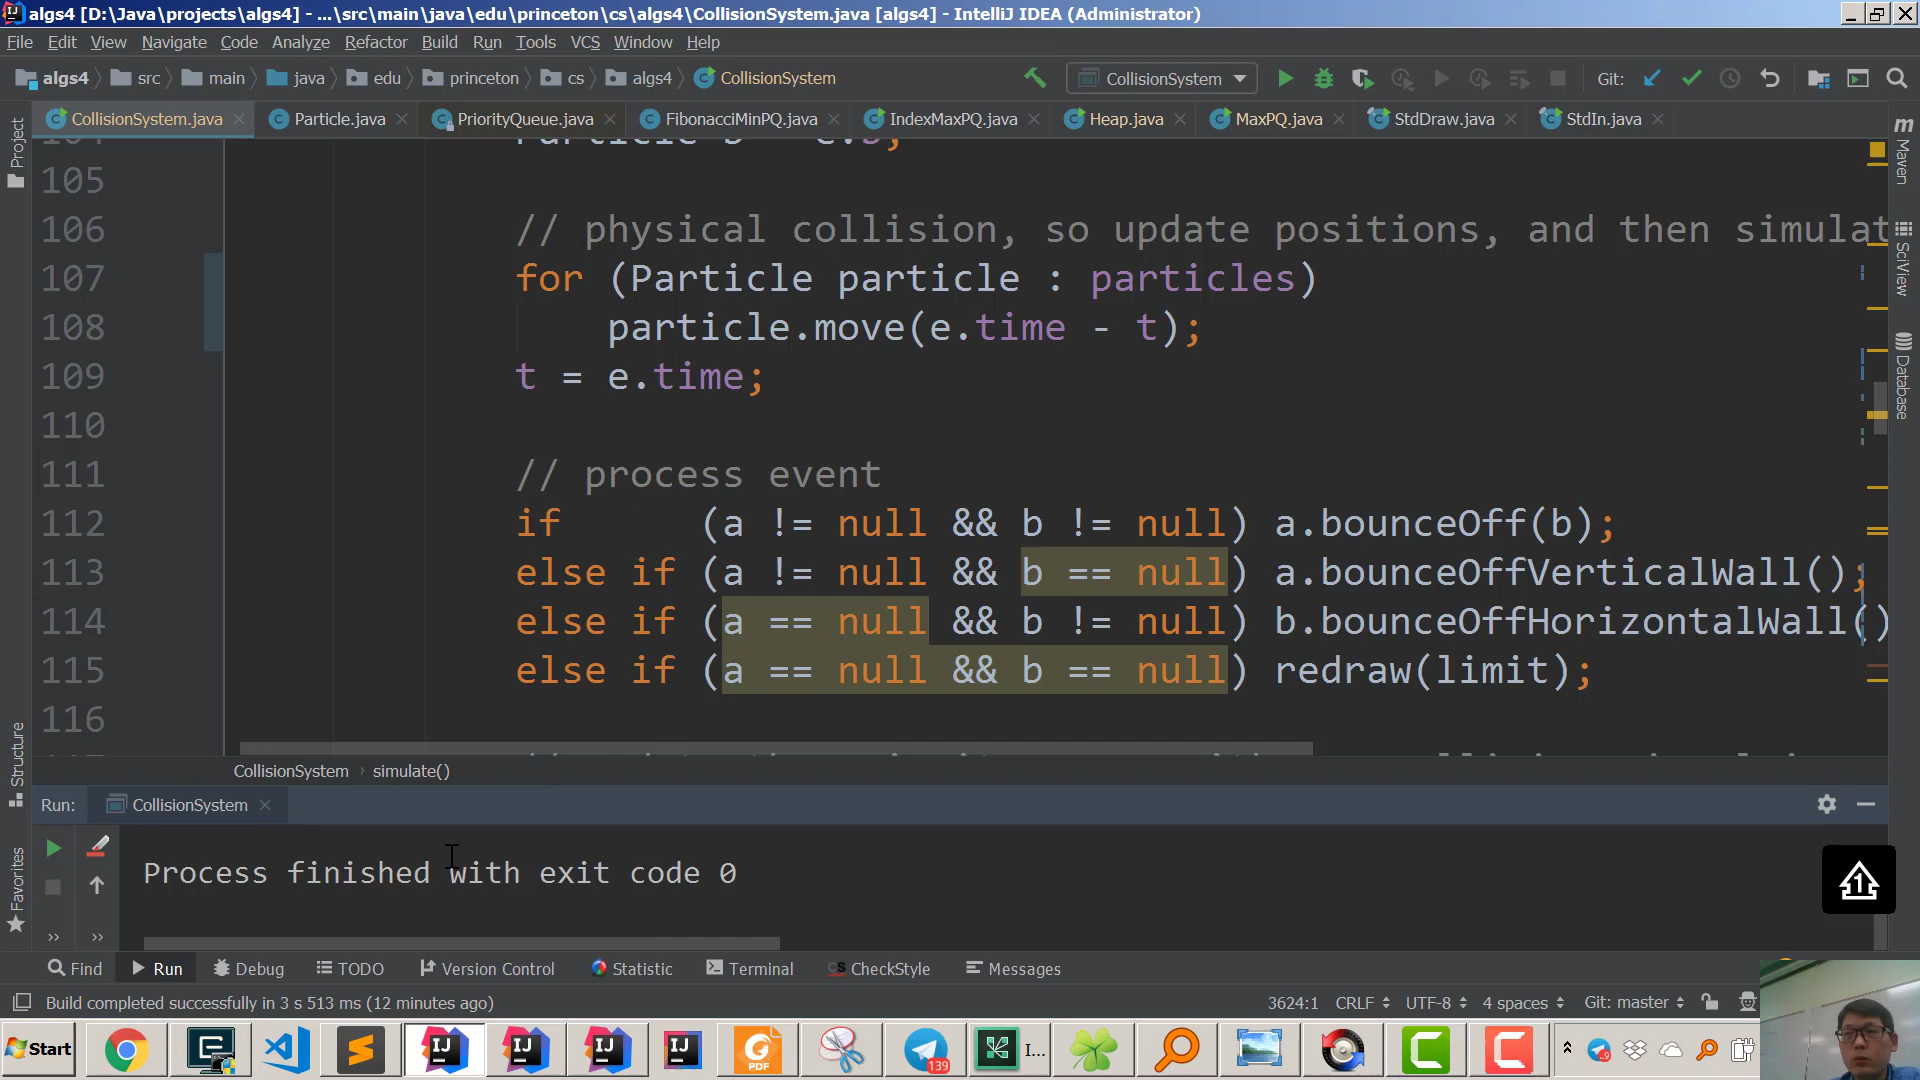 algs4 [D:\Java\projects\algs4] - ...\src\main\java\edu\princeton\cs\algs4\CollisionSystem.java [algs4] - IntelliJ IDEA (Administrator)
File Edit View Navigate Code Analyze Refactor Build Run Tools VCS Window Help
algs4 src main java edu princeton cs algs4 CollisionSystem CollisionSystem Git:
CollisionSystem.java Particle.java PriorityQueue.java FibonacciMinPQ.java IndexMaxPQ.java Heap.java MaxPQ.java StdDraw.java StdIn.java
Project
Structure
Favorites
Maven
SciView
Database
104 Particle b = e.b;
105
106 // physical collision, so update positions, and then simulat
107 for (Particle particle : particles)
108 particle.move(e.time - t);
109 t = e.time;
110
111 // process event
112 if (a != null && b != null) a.bounceOff(b);
113 else if (a != null && b == null) a.bounceOffVerticalWall();
114 else if (a == null && b != null) b.bounceOffHorizontalWall()
115 else if (a == null && b == null) redraw(limit);
116
CollisionSystem › simulate()
Run: CollisionSystem
Process finished with exit code 0
Find Run Debug TODO Version Control Statistic Terminal CheckStyle Messages
Build completed successfully in 3 s 513 ms (12 minutes ago) 3624:1 CRLF UTF-8 4 spaces Git: master
Start PDF 139 I...